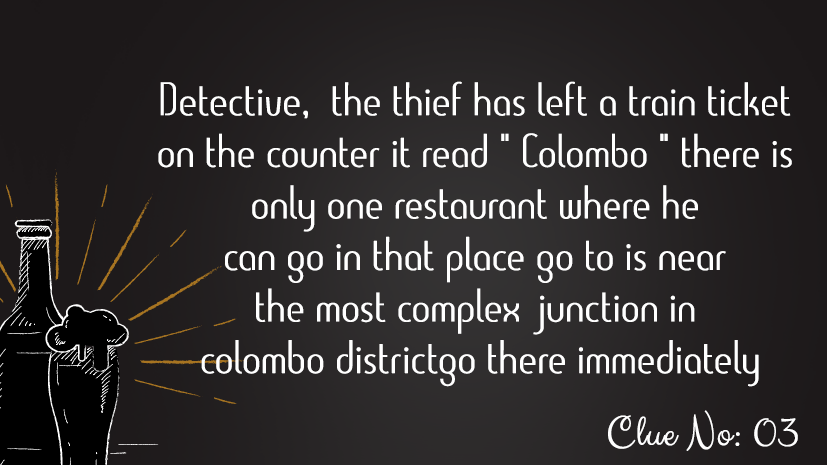 Detective, the thief has left a train ticket
on the counter it read " Colombo " there is
only one restaurant where he
can go in that place go to is near
the most complex junction in
colombo districtgo there immediately
Clue No: 03